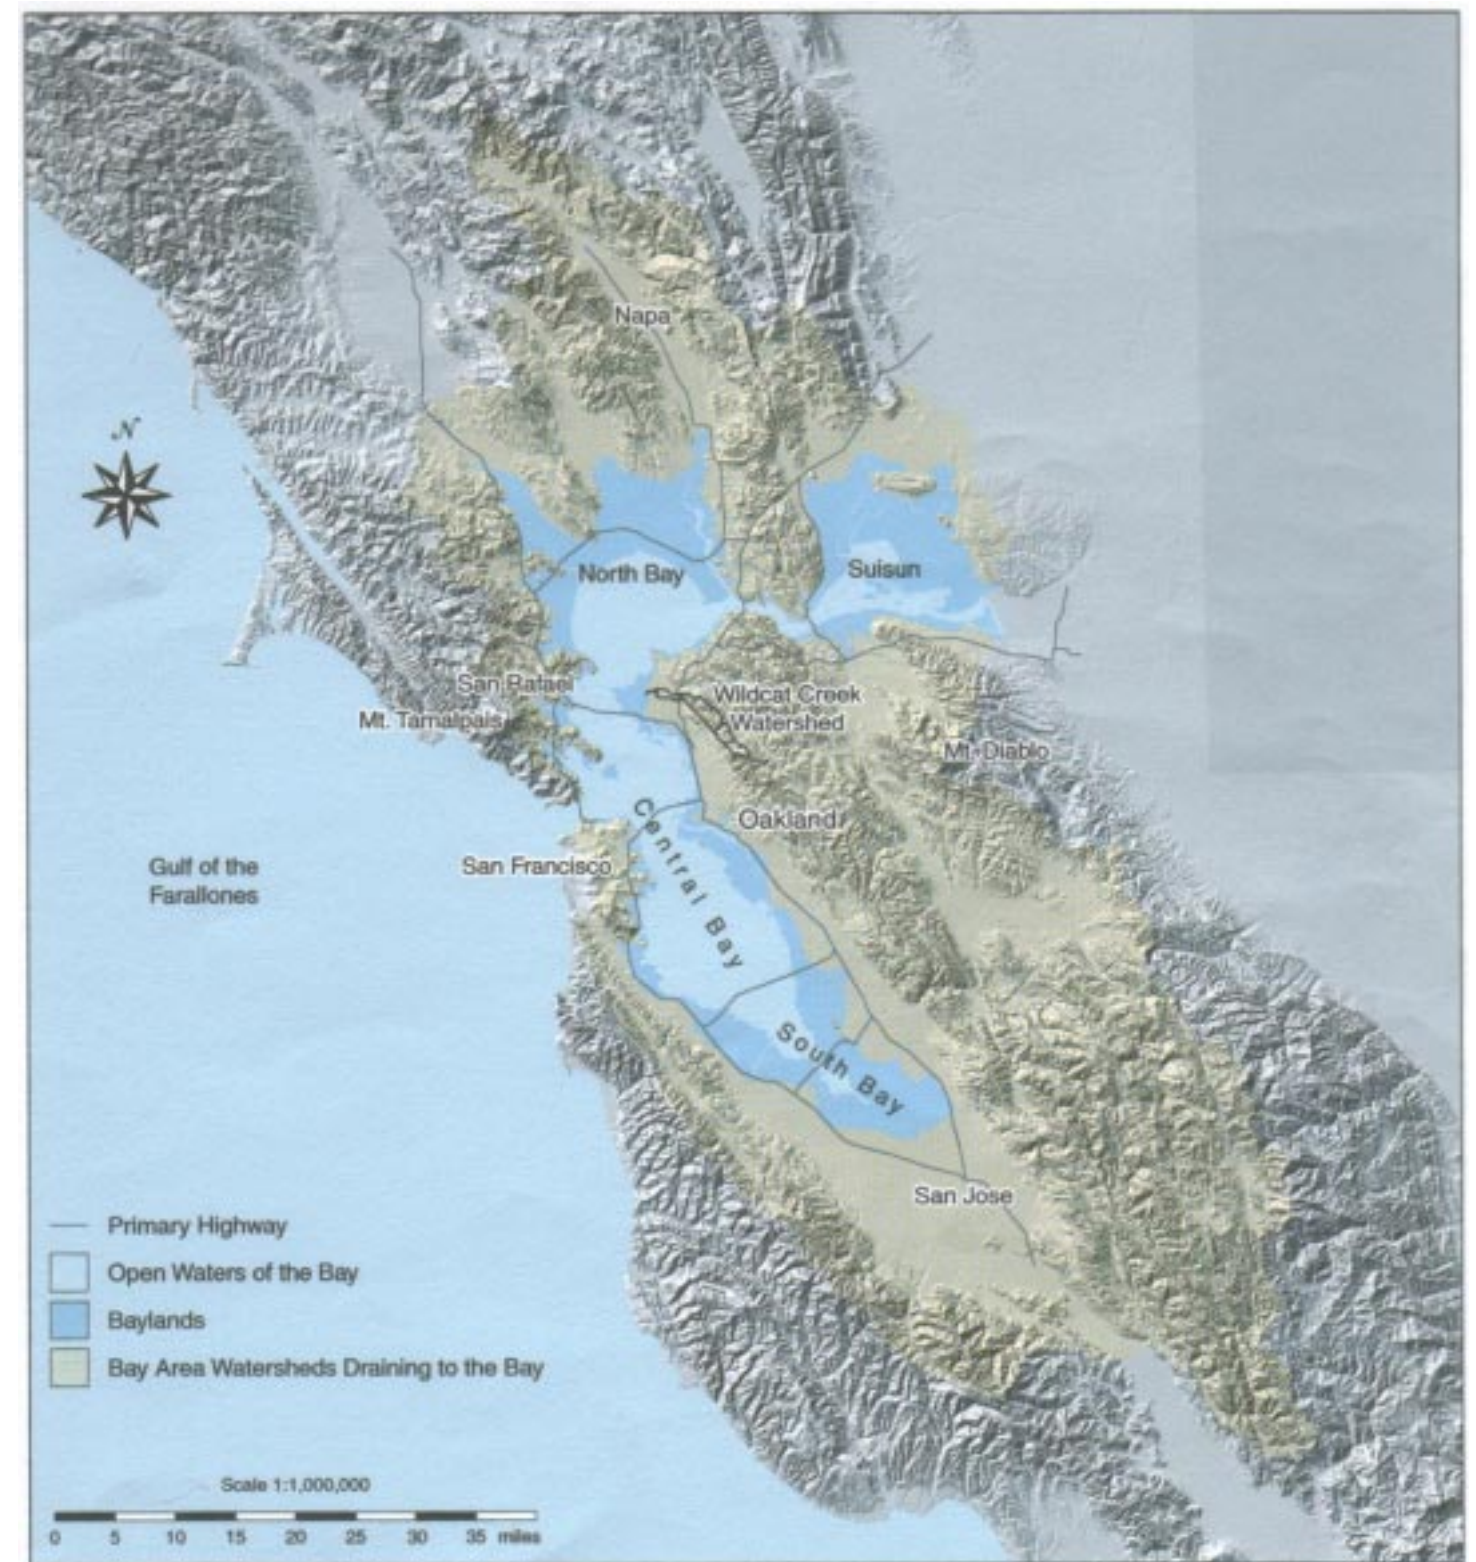 Napa
N
North Bay
Suisun
San Rafael
Wildcat Creek
Watershed
Mt. Tamalpais
Mt. Diablo
Central Bay
Oakland
San Francisco
Gulf of the
Farallones
South Bay
San Jose
Primary Highway
Open Waters of the Bay
Baylands
Bay Area Watersheds Draining to the Bay
Scale 1:1,000,000
0 5 10 15 20 25 30 35 miles